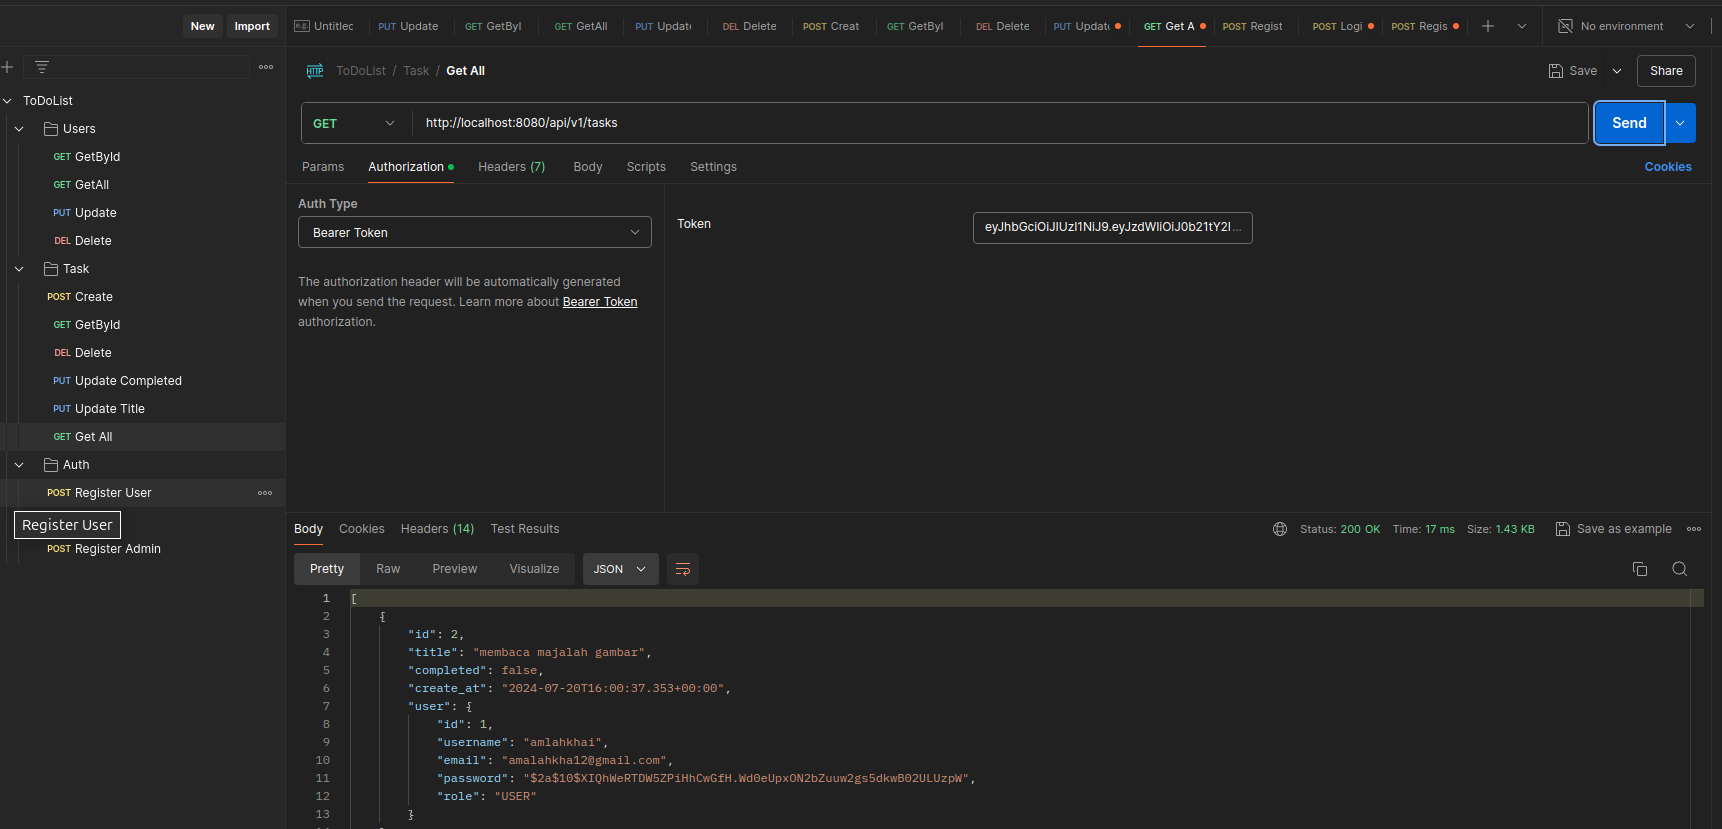 New Import Untitlec PUT Update GET GetByI GET GetAll PUT Update DEL Delete POST Creat GET GetByI DEL Delete PUT Update GET Get A POST Regist POST Logi POST Regis No environment
ToDoList / Task / Get All Save Share
ToDoList
GET http://localhost:8080/api/v1/tasks Send
Users
GET GetById
GET GetAll
PUT Update
DEL Delete
Task
POST Create
GET GetById
DEL Delete
PUT Update Completed
PUT Update Title
GET Get All
Auth
POST Register User
Register User
POST Register Admin
Params Authorization Headers (7) Body Scripts Settings Cookies
Auth Type
Bearer Token
The authorization header will be automatically generated
when you send the request. Learn more about Bearer Token
authorization.
Token eyJhbGciOiJIUzI1NiJ9.eyJzdWIiOiJ0b21tY2I...
Body Cookies Headers (14) Test Results Status: 200 OK Time: 17 ms Size: 1.43 KB Save as example
Pretty Raw Preview Visualize JSON
1 [
2 {
3 "id": 2,
4 "title": "membaca majalah gambar",
5 "completed": false,
6 "create_at": "2024-07-20T16:00:37.353+00:00",
7 "user": {
8 "id": 1,
9 "username": "amlahkhai",
10 "email": "amalahkha12@gmail.com",
11 "password": "$2a$10$XIQhWeRTDW5ZPiHhCwGfH.Wd0eUpxON2bZuuw2gs5dkwB02ULUzpW",
12 "role": "USER"
13 }